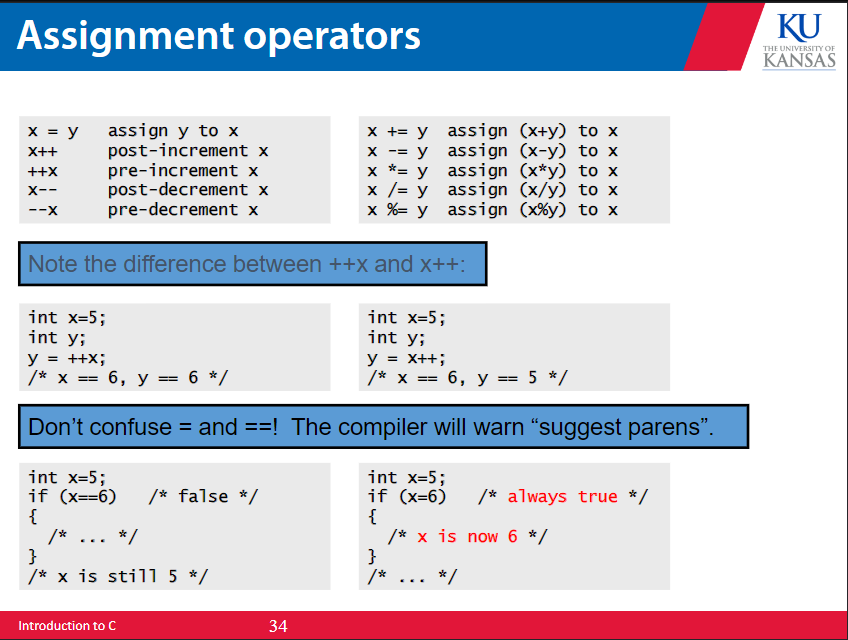 Assignment operators
KU
THE UNIVERSITY OF
KANSAS
x = y   assign y to x
x++     post-increment x
++x     pre-increment x
x--     post-decrement x
--x     pre-decrement x
x += y  assign (x+y) to x
x -= y  assign (x-y) to x
x *= y  assign (x*y) to x
x /= y  assign (x/y) to x
x %= y  assign (x%y) to x
Note the difference between ++x and x++:
int x=5;
int y;
y = ++x;
/* x == 6, y == 6 */
int x=5;
int y;
y = x++;
/* x == 6, y == 5 */
Don’t confuse = and ==!  The compiler will warn “suggest parens”.
int x=5;
if (x==6)   /* false */
{
  /* ... */
}
/* x is still 5 */
int x=5;
if (x=6)   /* always true */
{
  /* x is now 6 */
}
/* ... */
Introduction to C
34